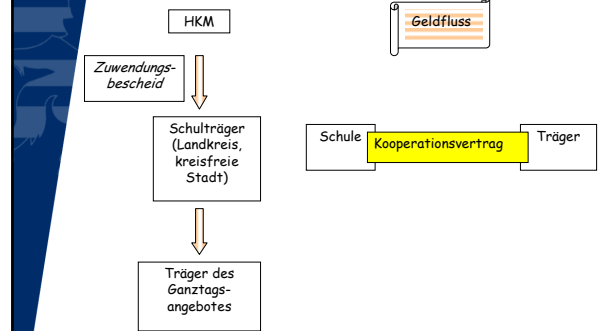 HKM
Geldfluss
Zuwendungs-
bescheid
Schulträger
(Landkreis,
kreisfreie
Stadt)
Schule
Kooperationsvertrag
Träger
Träger des
Ganztags-
angebotes